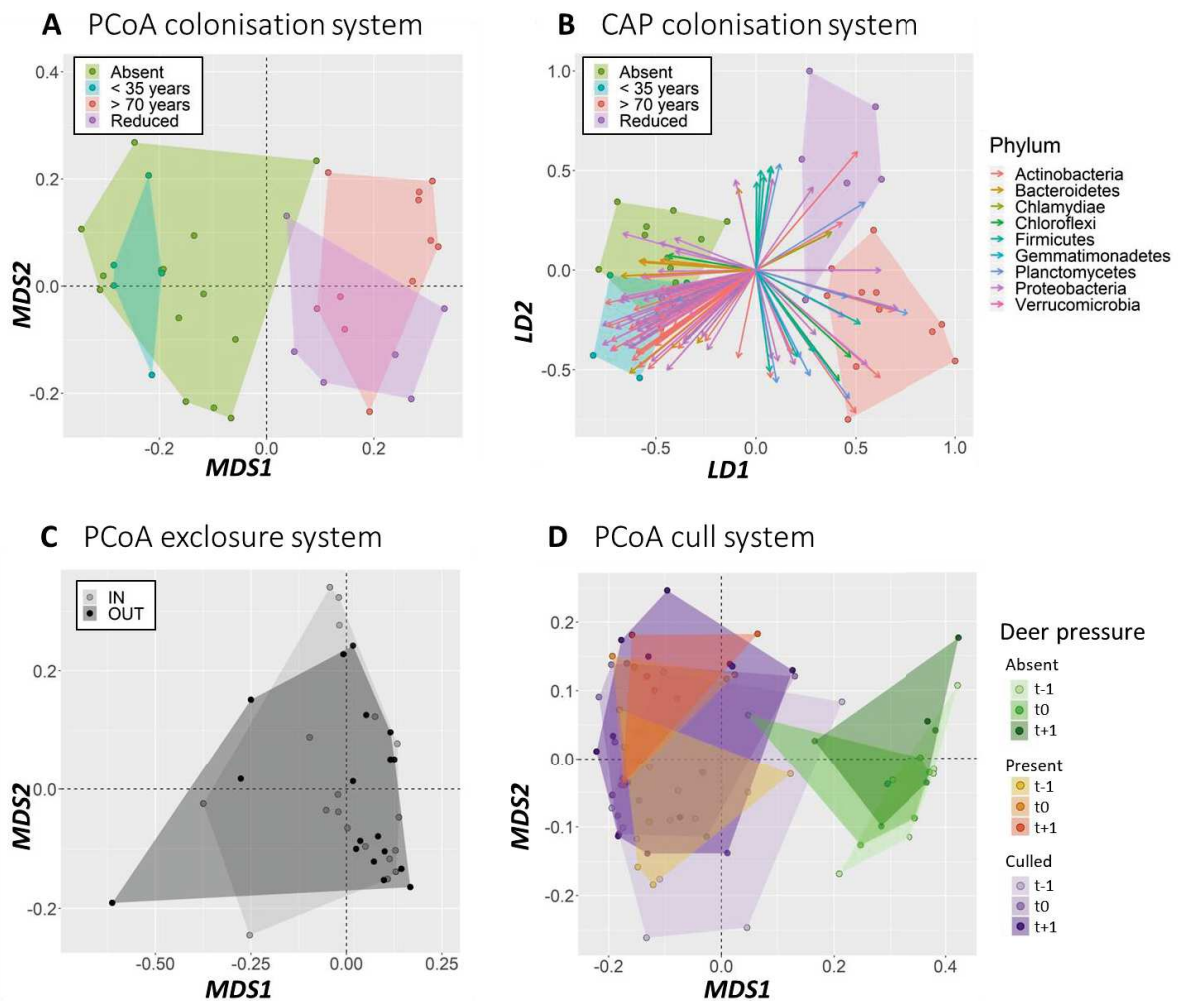 A PCoA colonisation system
Absent
< 35 years
> 70 years
Reduced
0.4
0.2
0.0
-0.2
MDS2
-0.2
0.0
0.2
MDS1
B CAP colonisation system
Absent
< 35 years
> 70 years
Reduced
1.0
0.5
0.0
-0.5
LD2
-0.5
0.0
0.5
1.0
LD1
Phylum
Actinobacteria
Bacteroidetes
Chlamydiae
Chloroflexi
Firmicutes
Gemmatimonadetes
Planctomycetes
Proteobacteria
Verrucomicrobia
C PCoA exclosure system
IN
OUT
0.2
0.0
-0.2
MDS2
-0.50
-0.25
0.00
0.25
MDS1
D PCoA cull system
0.2
0.1
0.0
-0.1
-0.2
MDS2
-0.2
0.0
0.2
0.4
MDS1
Deer pressure
Absent
t-1
t0
t+1
Present
t-1
t0
t+1
Culled
t-1
t0
t+1